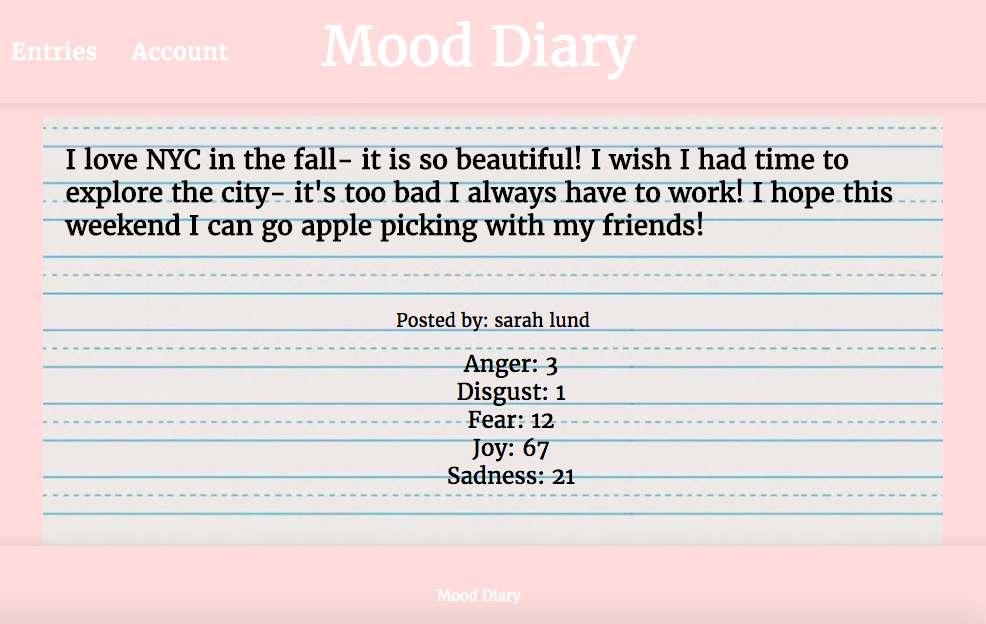 Entries Account Mood Diary
I love NYC in the fall- it is so beautiful! I wish I had time to
explore the city- it's too bad I always have to work! I hope this
weekend I can go apple picking with my friends!
Posted by: sarah lund
Anger: 3
Disgust: 1
Fear: 12
Joy: 67
Sadness: 21
Mood Diary